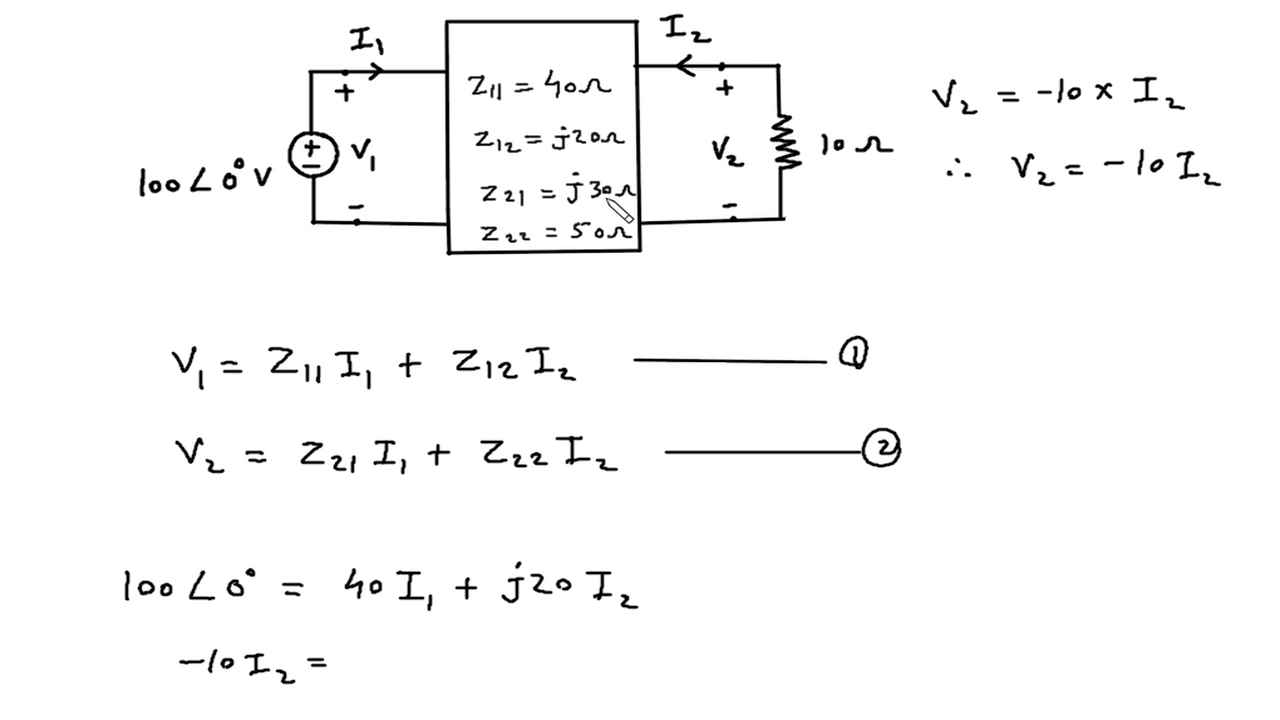 I₁
I₂
100∠0° V
+
V₁
-
+
-
Z₁₁ = 40Ω
Z₁₂ = j20Ω
Z₂₁ = j30Ω
Z₂₂ = 50Ω
+
V₂
-
10 Ω
V₂ = -10 × I₂
∴ V₂ = -10 I₂
V₁ = Z₁₁ I₁ + Z₁₂ I₂ ①
V₂ = Z₂₁ I₁ + Z₂₂ I₂ ②
100 ∠0° = 40 I₁ + j20 I₂
-10 I₂ =